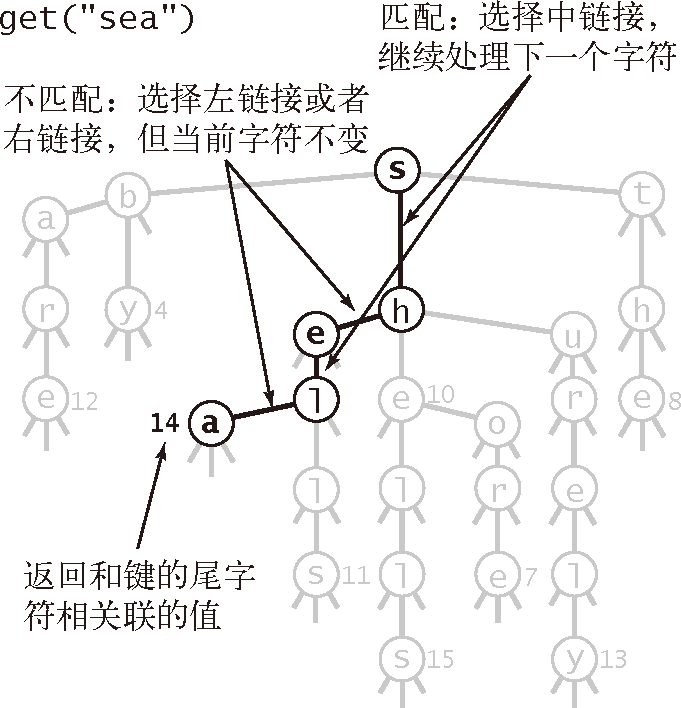 get("sea")
匹配：选择中链接，
继续处理下一个字符
不匹配：选择左链接或者
右链接，但当前字符不变
s
b
t
a
r
y 4
h
h
e
u
e 12
14 a
l
e 10
o
r
e 8
l
l
r
e
s 11
l
e 7
l
s 15
y 13
返回和键的尾字
符相关联的值